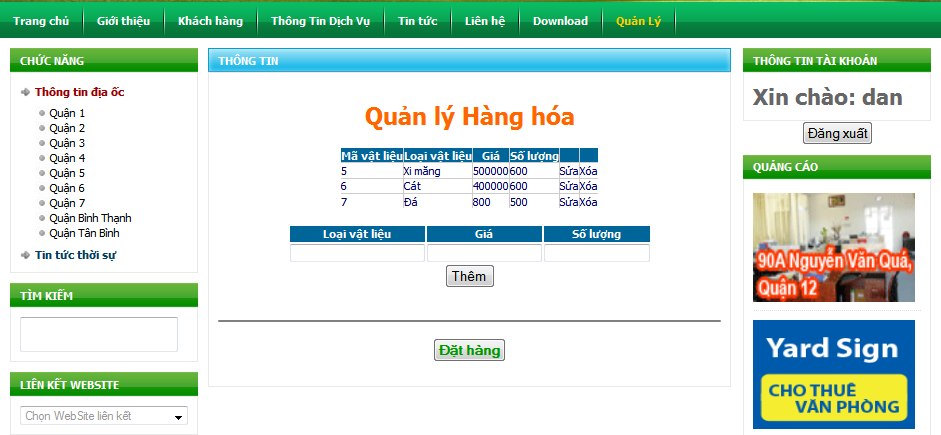 Trang chủ Giới thiệu Khách hàng Thông Tin Dịch Vụ Tin tức Liên hệ Download Quản Lý
CHỨC NĂNG
Thông tin địa ốc
Quận 1
Quận 2
Quận 3
Quận 4
Quận 5
Quận 6
Quận 7
Quận Bình Thạnh
Quận Tân Bình
Tin tức thời sự
TÌM KIẾM
LIÊN KẾT WEBSITE
Chọn WebSite liên kết
THÔNG TIN
Quản lý Hàng hóa
Mã vật liệu Loại vật liệu Giá Số lượng
5 Xi măng 500000 600 Sửa Xóa
6 Cát 400000 600 Sửa Xóa
7 Đá 800 500 Sửa Xóa
Loại vật liệu Giá Số lượng
Thêm
Đặt hàng
THÔNG TIN TÀI KHOẢN
Xin chào: dan
Đăng xuất
QUẢNG CÁO
90A Nguyễn Văn Quá,
Quận 12
Yard Sign
CHO THUÊ
VĂN PHÒNG